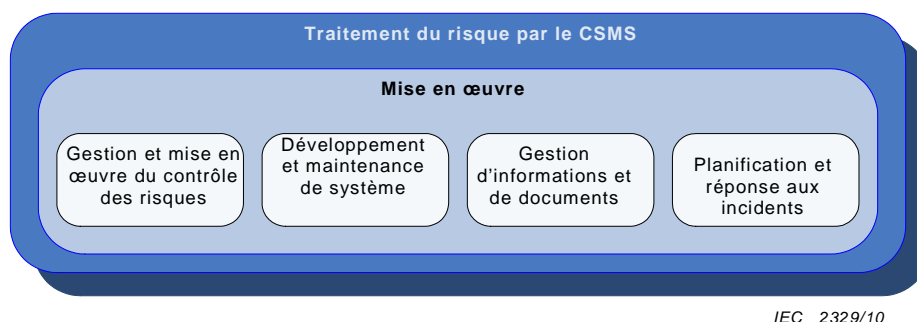 Traitement du risque par le CSMS
Mise en œuvre
Gestion et mise en
œuvre du contrôle
des risques
Développement
et maintenance
de système
Gestion
d’informations et
de documents
Planification et
réponse aux
incidents
IEC 2329/10